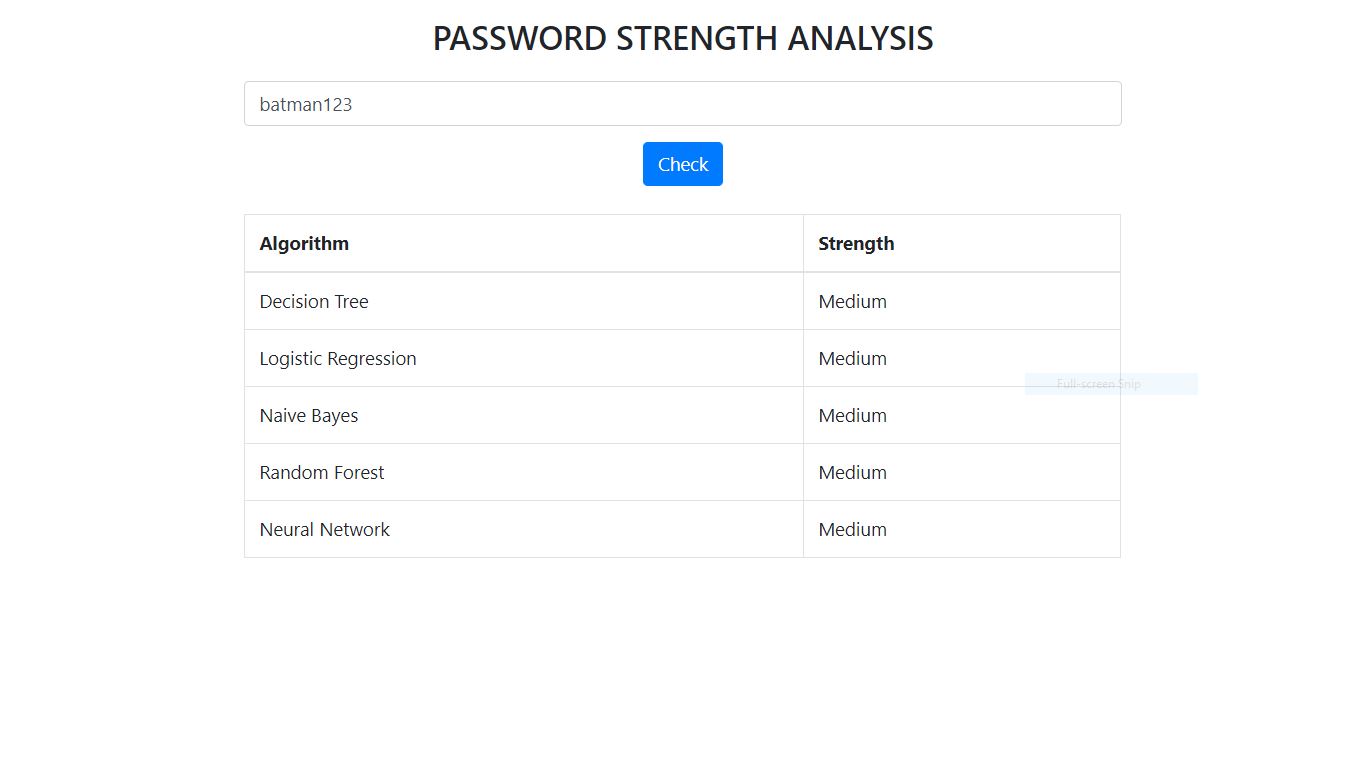 PASSWORD STRENGTH ANALYSIS
batman123
Check
Algorithm Strength
Decision Tree Medium
Logistic Regression Medium
Full-screen Snip
Naive Bayes Medium
Random Forest Medium
Neural Network Medium